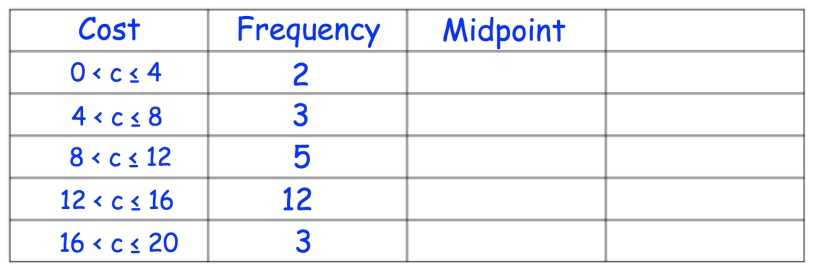 Cost Frequency Midpoint
0 < c ≤ 4 2
4 < c ≤ 8 3
8 < c ≤ 12 5
12 < c ≤ 16 12
16 < c ≤ 20 3